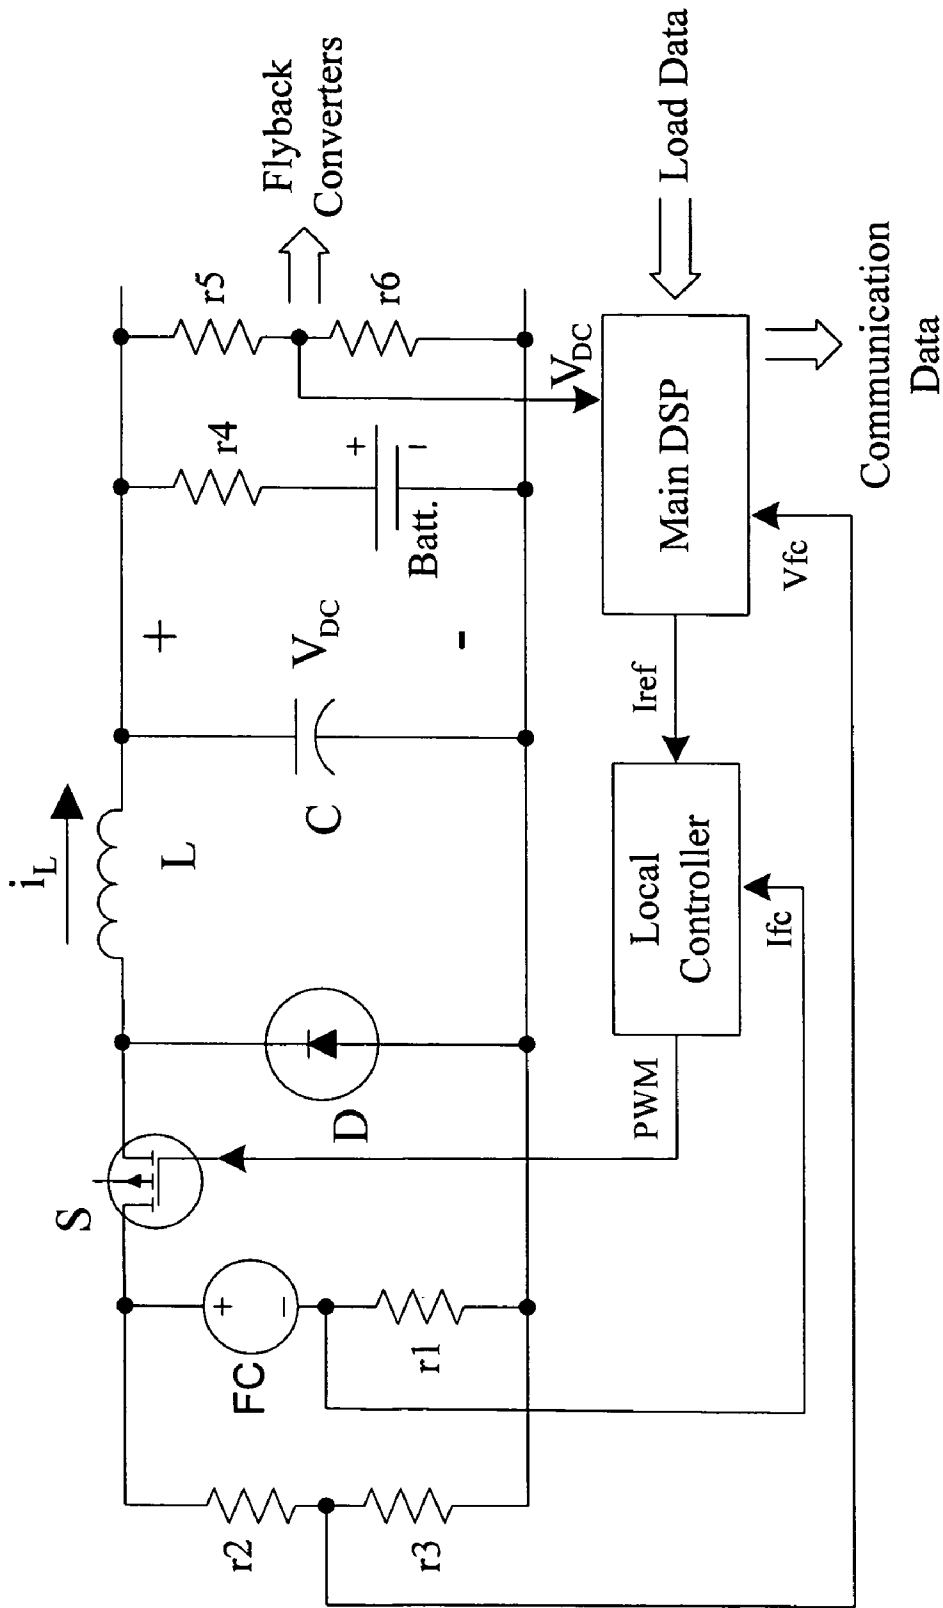 i_L
S
L
+
V_DC
-
C
D
FC
+
−
r1
r2
r3
r4
+
−
Batt.
r5
r6
Flyback
Converters
V_DC
PWM
Local
Controller
Iref
Main DSP
Load Data
Ifc
Vfc
Communication
Data